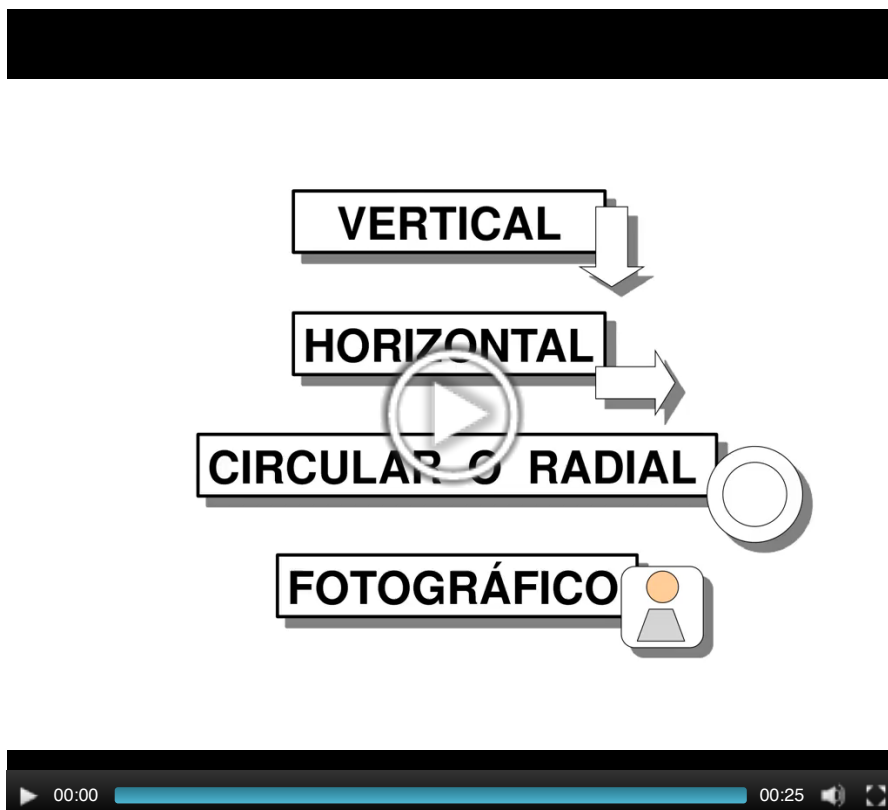 VERTICAL
HORIZONTAL
CIRCULAR O RADIAL
FOTOGRÁFICO
00:00 00:25